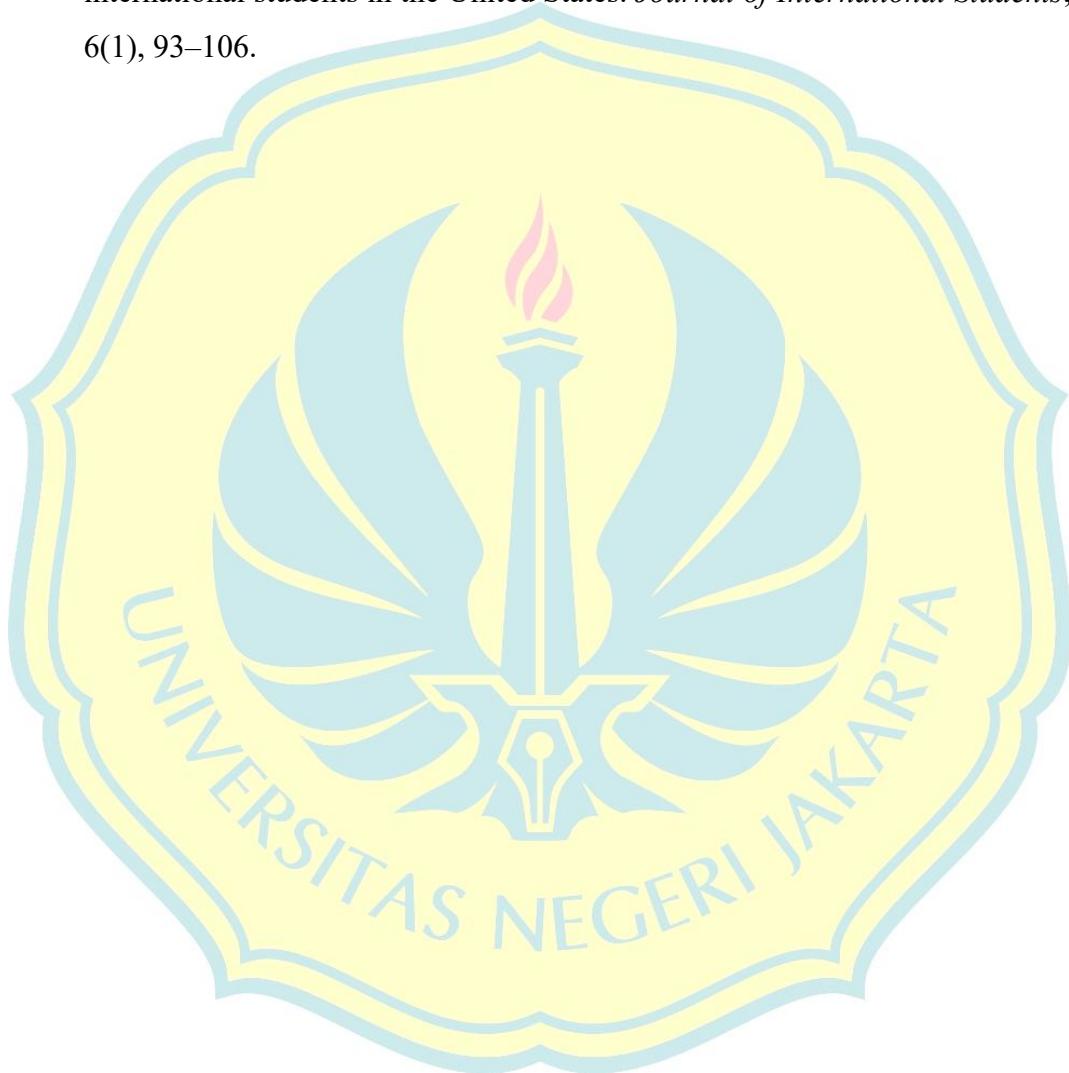 international students in the United States. Journal of International Students,
6(1), 93–106.
UNIVERSITAS NEGERI JAKARTA